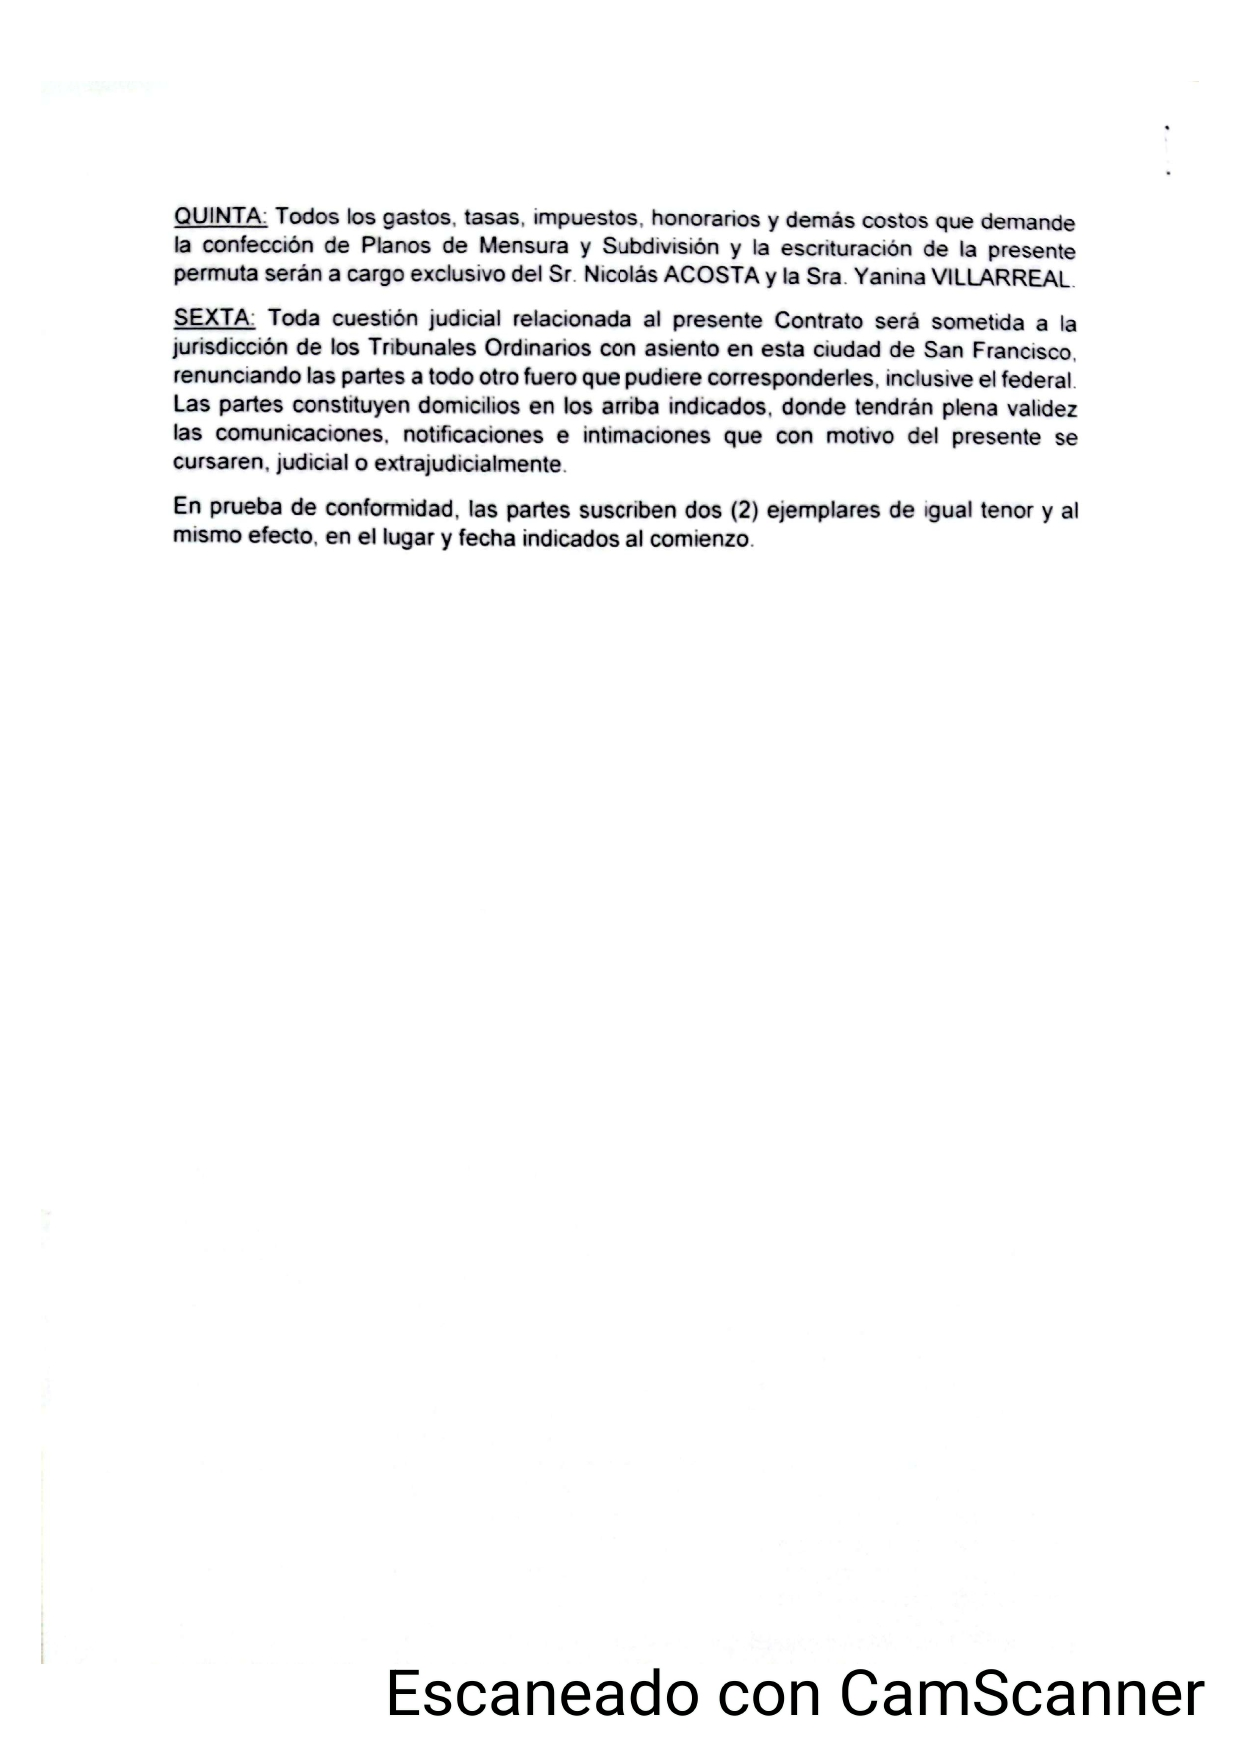 QUINTA: Todos los gastos, tasas, impuestos, honorarios y demás costos que demande
la confección de Planos de Mensura y Subdivisión y la escrituración de la presente
permuta serán a cargo exclusivo del Sr. Nicolás ACOSTA y la Sra. Yanina VILLARREAL.
SEXTA: Toda cuestión judicial relacionada al presente Contrato será sometida a la
jurisdicción de los Tribunales Ordinarios con asiento en esta ciudad de San Francisco,
renunciando las partes a todo otro fuero que pudiere corresponderles, inclusive el federal.
Las partes constituyen domicilios en los arriba indicados, donde tendrán plena validez
las comunicaciones, notificaciones e intimaciones que con motivo del presente se
cursaren, judicial o extrajudicialmente.
En prueba de conformidad, las partes suscriben dos (2) ejemplares de igual tenor y al
mismo efecto, en el lugar y fecha indicados al comienzo.
Escaneado con CamScanner